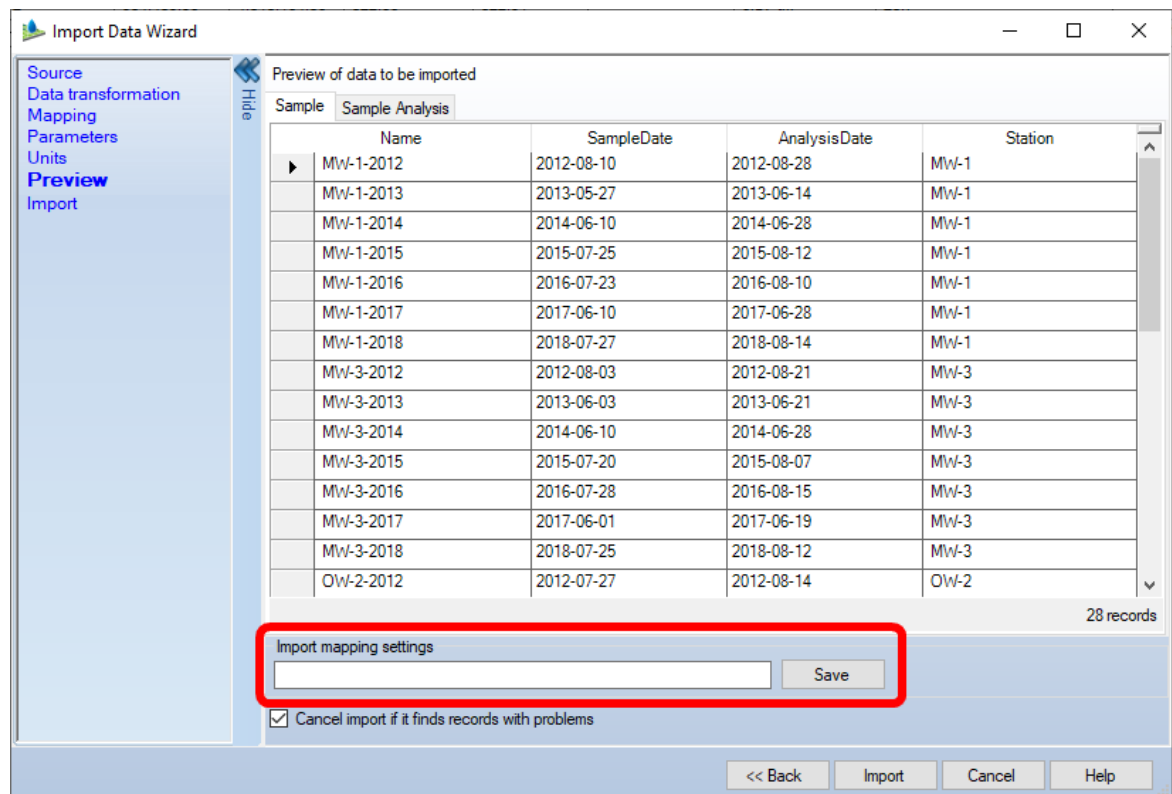 Import Data Wizard
Source
Data transformation
Mapping
Parameters
Units
Preview
Import
Hide
Preview of data to be imported
Sample Sample Analysis
Name SampleDate AnalysisDate Station
MW-1-2012 2012-08-10 2012-08-28 MW-1
MW-1-2013 2013-05-27 2013-06-14 MW-1
MW-1-2014 2014-06-10 2014-06-28 MW-1
MW-1-2015 2015-07-25 2015-08-12 MW-1
MW-1-2016 2016-07-23 2016-08-10 MW-1
MW-1-2017 2017-06-10 2017-06-28 MW-1
MW-1-2018 2018-07-27 2018-08-14 MW-1
MW-3-2012 2012-08-03 2012-08-21 MW-3
MW-3-2013 2013-06-03 2013-06-21 MW-3
MW-3-2014 2014-06-10 2014-06-28 MW-3
MW-3-2015 2015-07-20 2015-08-07 MW-3
MW-3-2016 2016-07-28 2016-08-15 MW-3
MW-3-2017 2017-06-01 2017-06-19 MW-3
MW-3-2018 2018-07-25 2018-08-12 MW-3
OW-2-2012 2012-07-27 2012-08-14 OW-2
28 records
Import mapping settings
Save
Cancel import if it finds records with problems
<< Back Import Cancel Help